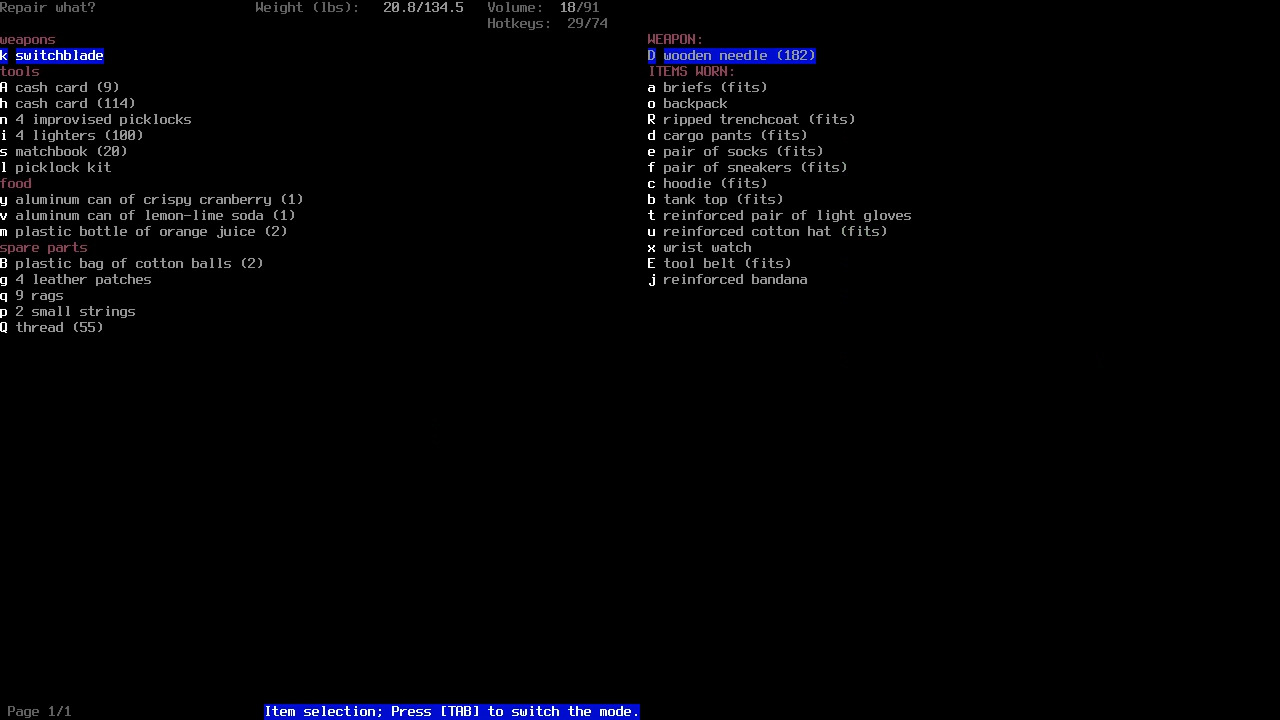 Repair what? Weight (lbs): 20.8/134.5 Volume: 18/91
Hotkeys: 29/74
weapons
k switchblade
tools
A cash card (9)
h cash card (114)
n 4 improvised picklocks
i 4 lighters (100)
s matchbook (20)
l picklock kit
food
y aluminum can of crispy cranberry (1)
v aluminum can of lemon-lime soda (1)
m plastic bottle of orange juice (2)
spare parts
B plastic bag of cotton balls (2)
g 4 leather patches
q 9 rags
p 2 small strings
Q thread (55)
WEAPON:
D wooden needle (182)
ITEMS WORN:
a briefs (fits)
o backpack
R ripped trenchcoat (fits)
d cargo pants (fits)
e pair of socks (fits)
f pair of sneakers (fits)
c hoodie (fits)
b tank top (fits)
t reinforced pair of light gloves
u reinforced cotton hat (fits)
x wrist watch
E tool belt (fits)
j reinforced bandana
Page 1/1 Item selection; Press [TAB] to switch the mode.